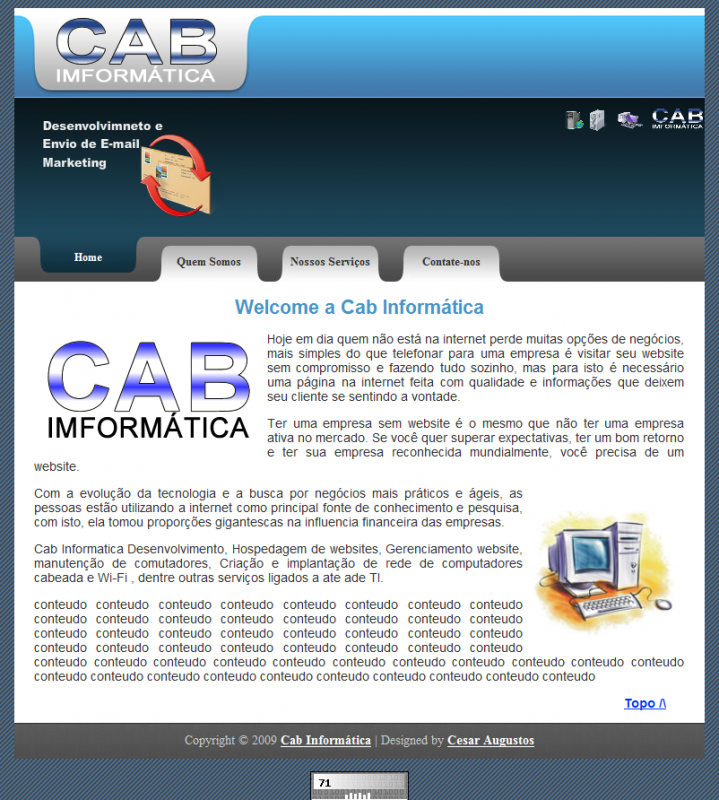 CAB
IMFORMÁTICA
CAB
IMFORMÁTICA
Desenvolvimneto e
Envio de E-mail
Marketing
Home
Quem Somos
Nossos Serviços
Contate-nos
Welcome a Cab Informática
CAB
IMFORMÁTICA
Hoje em dia quem não está na internet perde muitas opções de negócios,
mais simples do que telefonar para uma empresa é visitar seu website
sem compromisso e fazendo tudo sozinho, mas para isto é necessário
uma página na internet feita com qualidade e informações que deixem
seu cliente se sentindo a vontade.
Ter uma empresa sem website é o mesmo que não ter uma empresa
ativa no mercado. Se você quer superar expectativas, ter um bom retorno
e ter sua empresa reconhecida mundialmente, você precisa de um
website.
Com a evolução da tecnologia e a busca por negócios mais práticos e ágeis, as
pessoas estão utilizando a internet como principal fonte de conhecimento e pesquisa,
com isto, ela tomou proporções gigantescas na influencia financeira das empresas.
Cab Informatica Desenvolvimento, Hospedagem de websites, Gerenciamento website,
manutenção de comutadores, Criação e implantação de rede de computadores
cabeada e Wi-Fi , dentre outras serviços ligados a ate ade TI.
conteudo conteudo conteudo conteudo conteudo conteudo conteudo conteudo
conteudo conteudo conteudo conteudo conteudo conteudo conteudo conteudo
conteudo conteudo conteudo conteudo conteudo conteudo conteudo conteudo
conteudo conteudo conteudo conteudo conteudo conteudo conteudo conteudo
conteudo conteudo conteudo conteudo conteudo conteudo conteudo conteudo conteudo conteudo conteudo
conteudo conteudo conteudo conteudo conteudo conteudo conteudo conteudo conteudo conteudo
Topo /\
Copyright © 2009 Cab Informática | Designed by Cesar Augustos
71